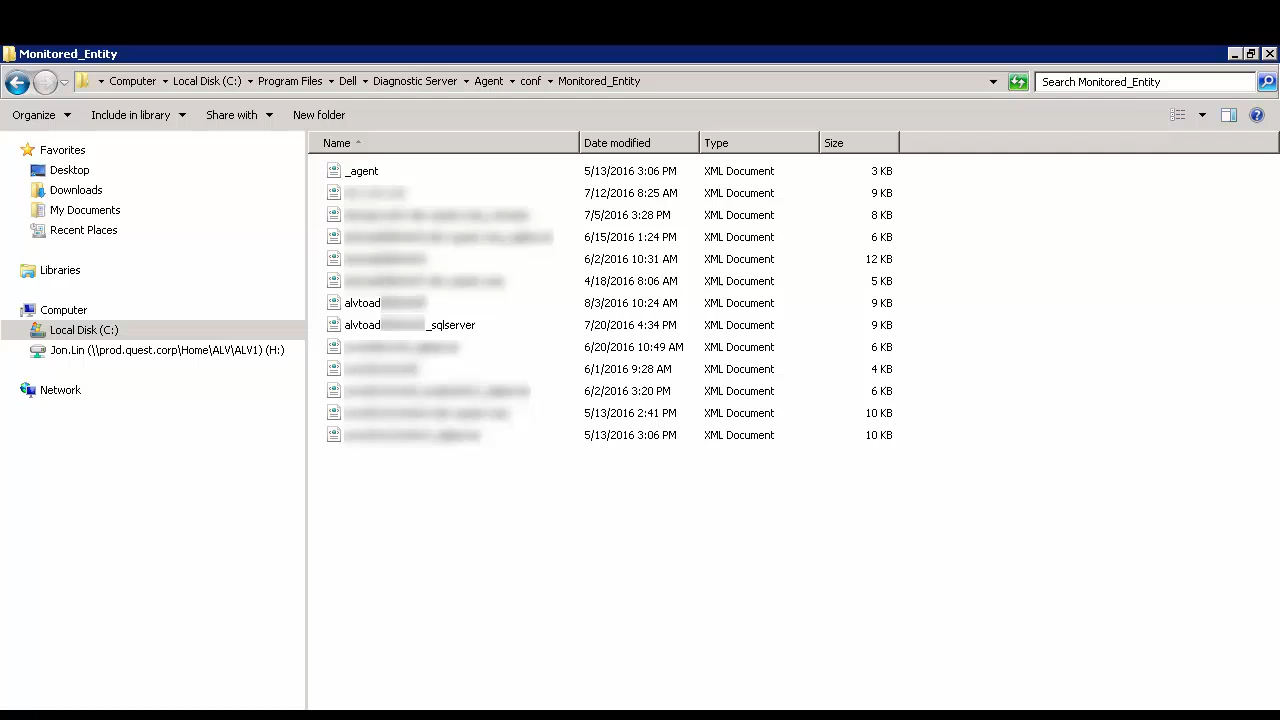 Monitored_Entity
Computer Local Disk (C:) Program Files Dell Diagnostic Server Agent conf Monitored_Entity Search Monitored_Entity
Organize Include in library Share with New folder
Name Date modified Type Size
Favorites
Desktop
Downloads
My Documents
Recent Places
Libraries
Computer
Local Disk (C:)
(\\prod.quest.corp\Home\ALV\ALV1) (H:)
Network
_agent 5/13/2016 3:06 PM XML Document 3 KB
7/12/2016 8:25 AM XML Document 9 KB
7/5/2016 3:28 PM XML Document 8 KB
6/15/2016 1:24 PM XML Document 6 KB
6/2/2016 10:31 AM XML Document 12 KB
4/18/2016 8:06 AM XML Document 5 KB
alvtoad 8/3/2016 10:24 AM XML Document 9 KB
alvtoad _sqlserver 7/20/2016 4:34 PM XML Document 9 KB
6/20/2016 10:49 AM XML Document 6 KB
6/1/2016 9:28 AM XML Document 4 KB
6/2/2016 3:20 PM XML Document 6 KB
5/13/2016 2:41 PM XML Document 10 KB
5/13/2016 3:06 PM XML Document 10 KB